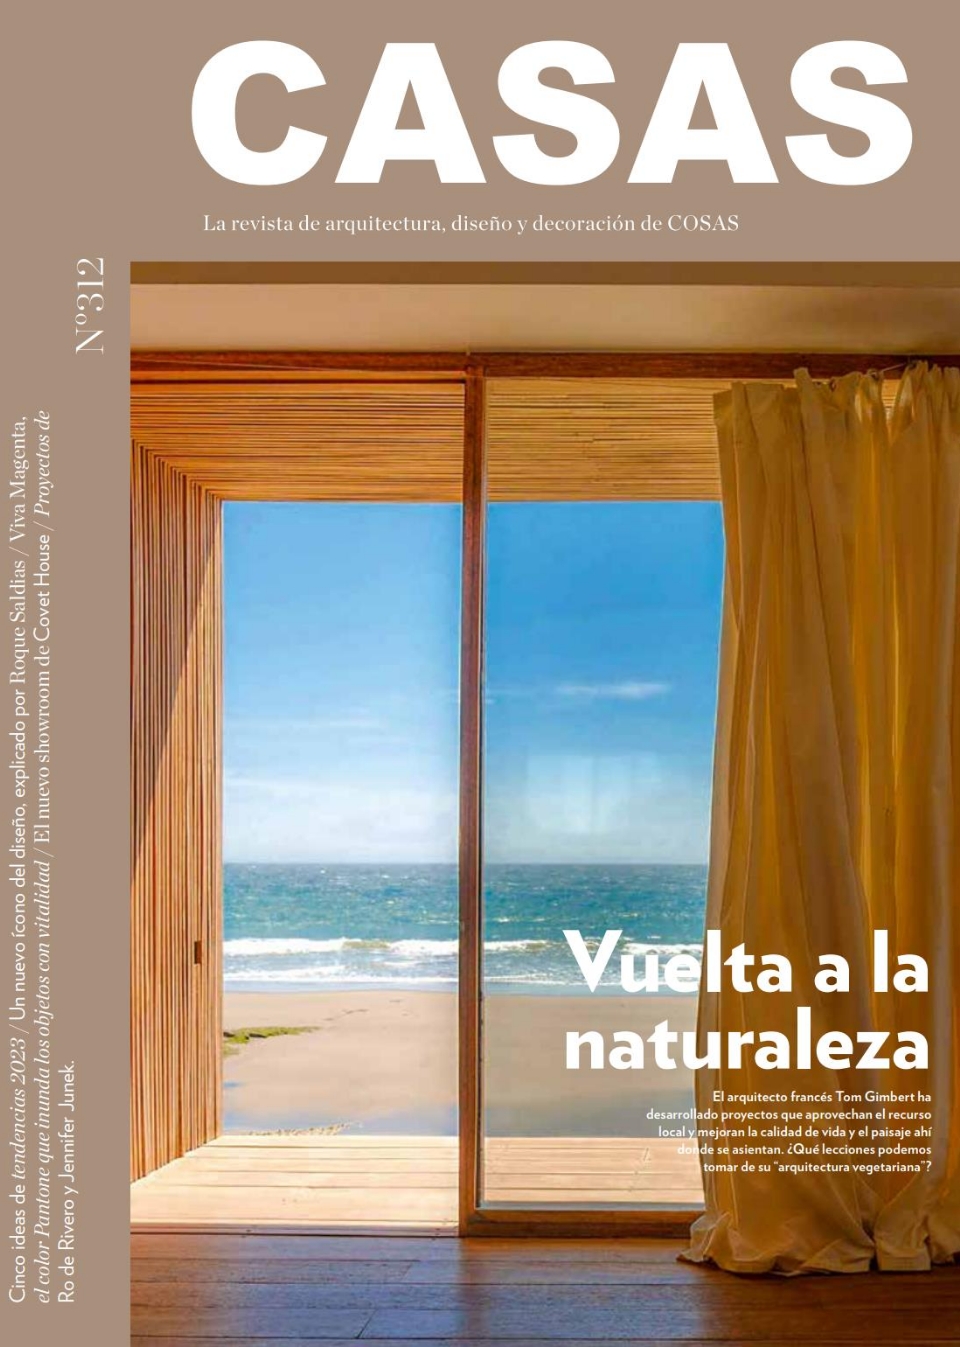 CASAS
La revista de arquitectura, diseño y decoración de COSAS
Nº312
Cinco ideas de tendencias 2023 / Un nuevo ícono del diseño, explicado por Roque Saldias / Viva Magenta,
el color Pantone que inunda los objetos con vitalidad / El nuevo showroom de Covet House / Proyectos de
Ro de Rivero y Jennifer Junek.
Vuelta a la
naturaleza
El arquitecto francés Tom Gimbert ha
desarrollado proyectos que aprovechan el recurso
local y mejoran la calidad de vida y el paisaje ahí
donde se asientan. ¿Qué lecciones podemos
tomar de su "arquitectura vegetariana"?